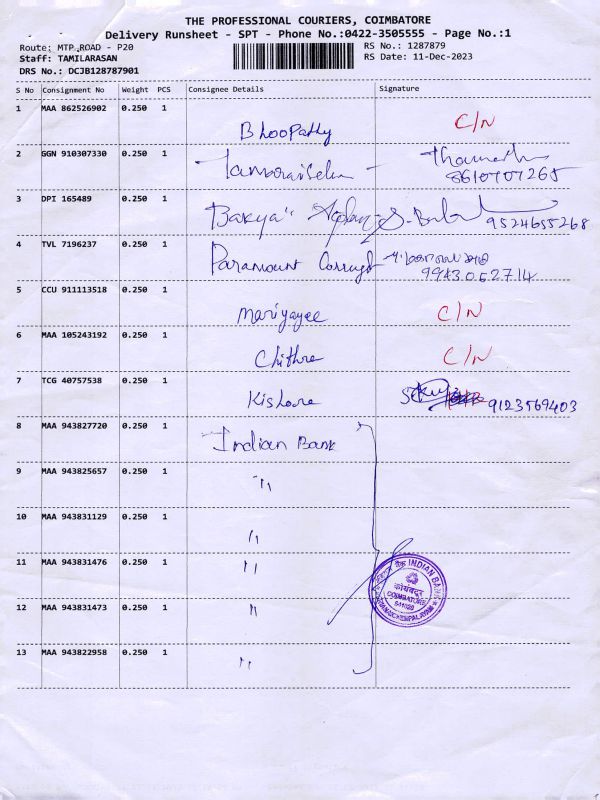 THE PROFESSIONAL COURIERS, COIMBATORE
Delivery Runsheet - SPT - Phone No.:0422-3505555 - Page No.:1
Route: MTP ROAD - P20
RS No.: 1287879
Staff: TAMILARASAN
RS Date: 11-Dec-2023
DRS No.: DCJB128787901
S No Consignment No Weight PCS Consignee Details Signature
1 MAA 862526902 0.250 1 Bhoopathy C/N
2 GGN 910307330 0.250 1 Tamaraiselvi
8610707265
3 DPI 165489 0.250 1 Bakya 9524655268
4 TVL 7196237 0.250 1 Paramount Corrugt
9943052714
5 CCU 911113518 0.250 1 Mariyayee C/N
6 MAA 105243192 0.250 1 Chithra C/N
7 TCG 40757538 0.250 1 Kishore 9123569403
8 MAA 943827720 0.250 1 Indian Bank
9 MAA 943825657 0.250 1 "
10 MAA 943831129 0.250 1 "
11 MAA 943831476 0.250 1 "
12 MAA 943831473 0.250 1 "
13 MAA 943822958 0.250 1 "
बैंक INDIAN BANK
कोयंबटूर
COIMBATORE